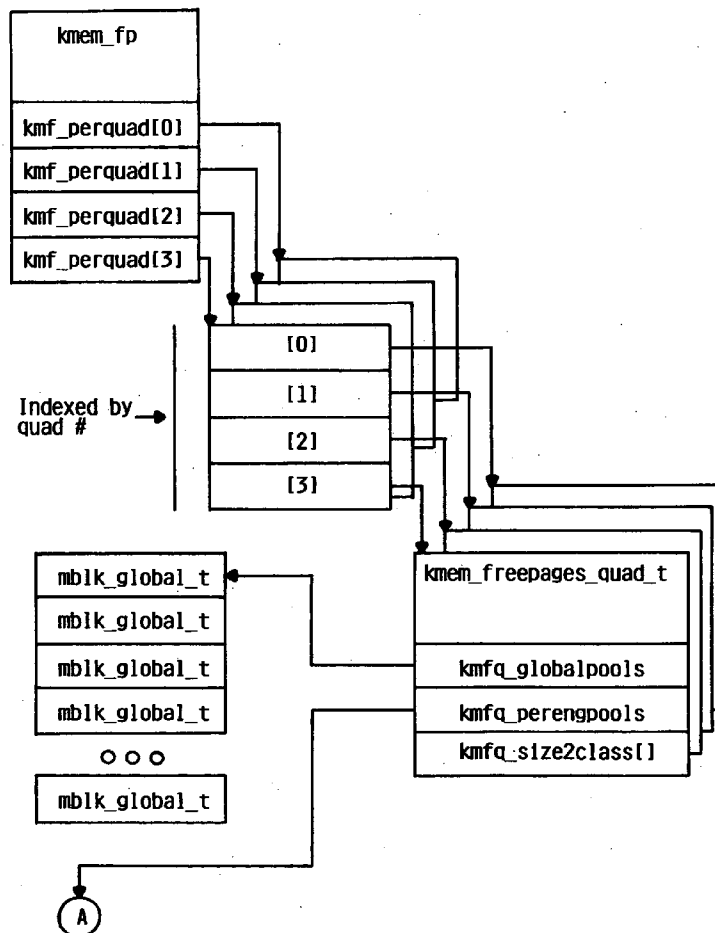 kmem_fp
kmf_perquad[0]
kmf_perquad[1]
kmf_perquad[2]
kmf_perquad[3]
[0]
[1]
[2]
[3]
Indexed by
quad #
mblk_global_t
mblk_global_t
mblk_global_t
mblk_global_t
mblk_global_t
kmem_freepages_quad_t
kmfq_globalpools
kmfq_perengpools
kmfq_size2class[]
A